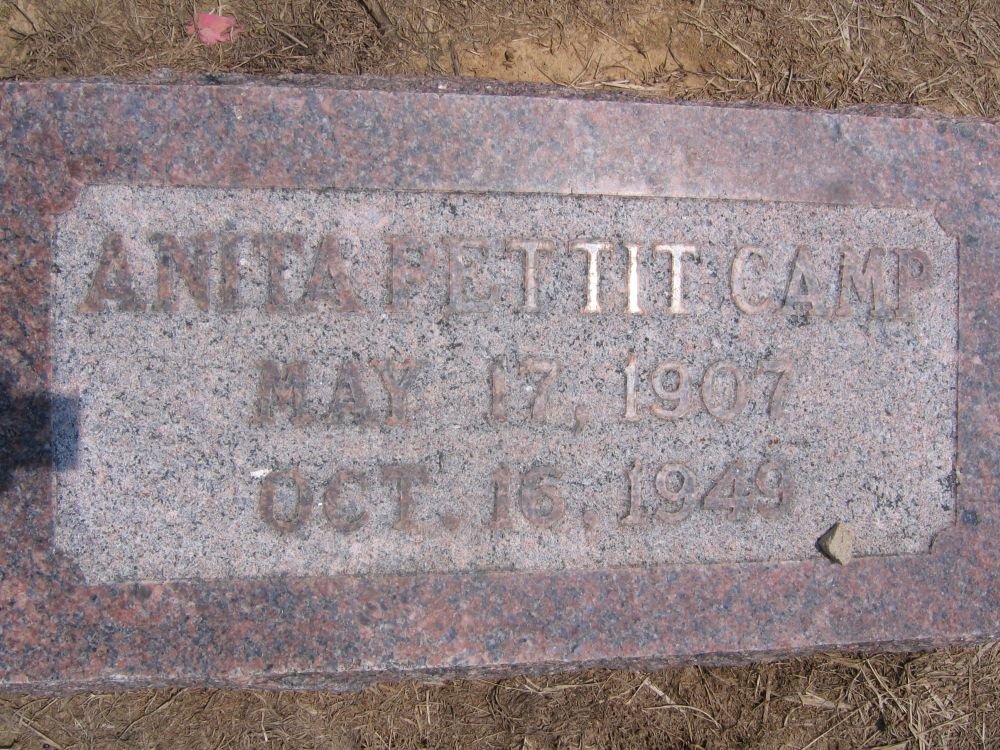 ANITA PETTIT CAMP
MAY 17, 1907
OCT. 16, 1949